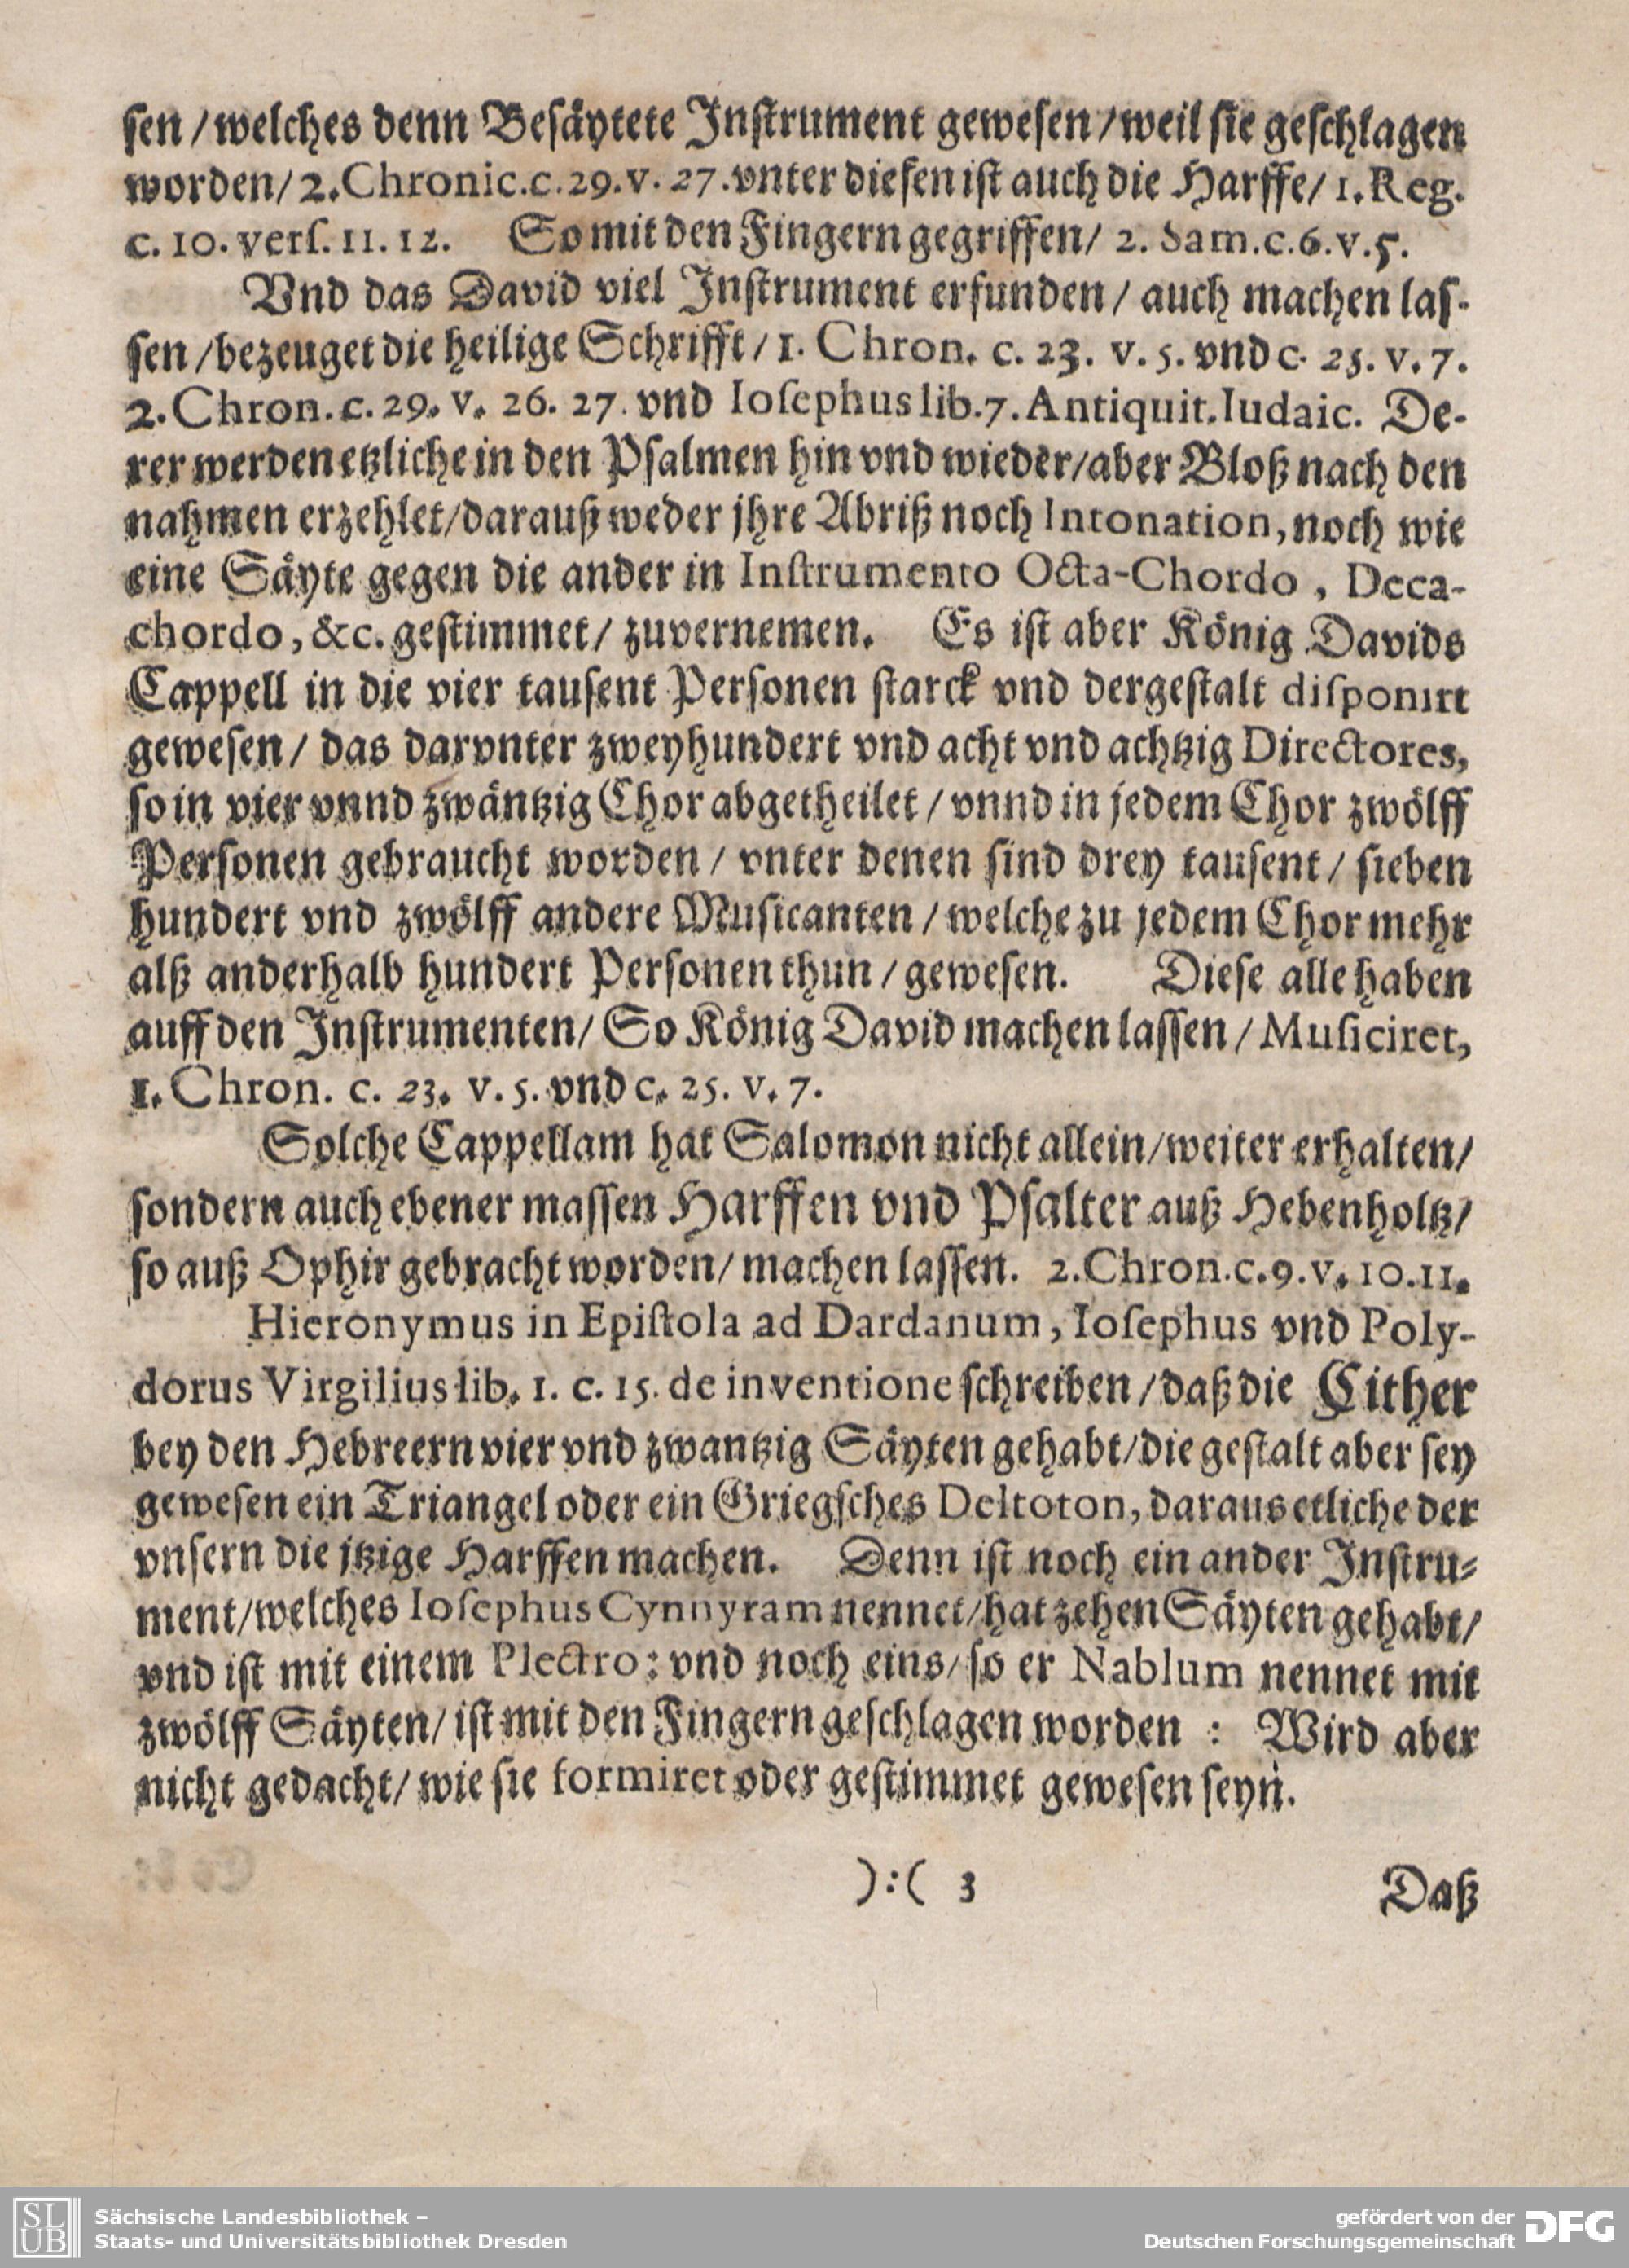 sen / welches denn Besäytete Instrument gewesen / weil sie geschlagen
worden / 2. Chronic. c. 29. v. 27. vnter diesen ist auch die Harffe / 1. Reg.
c. 10. verſ. 11. 12. So mit den Fingern gegriffen / 2. Sam. c. 6. v. 5.
Vnd das David viel Instrument erfunden / auch machen las-
sen / bezeuget die heilige Schrifft / 1. Chron. c. 23. v. 5. vnd c. 25. v. 7.
2. Chron. c. 29. v. 26. 27. vnd Ioſephus lib. 7. Antiquit. Iudaic. De-
rer werden etzliche in den Psalmen hin vnd wieder / aber Bloß nach den
nahmen erzehlet / darauß weder jhre Abriß noch Intonation, noch wie
eine Säyte gegen die ander in Inſtrumento Octa-Chordo, Deca-
chordo, &c. gestimmet / zuvernemen. Es ist aber König Davids
Cappell in die vier tausent Personen starck vnd dergestalt diſponirt
gewesen / das darvnter zweyhundert vnd acht vnd achtzig Directores,
so in vier vnnd zwäntzig Chor abgetheilet / vnnd in jedem Chor zwölff
Personen gebraucht worden / vnter denen sind drey tausent / sieben
hundert vnd zwölff andere Musicanten / welche zu jedem Chor mehr
alß anderhalb hundert Personen thun / gewesen. Diese alle haben
auff den Instrumenten / So König David machen lassen / Muſiciret,
1. Chron. c. 23. v. 5. vnd c. 25. v. 7.
Solche Cappellam hat Salomon nicht allein / weiter erhalten /
sondern auch ebener massen Harffen vnd Psalter auß Hebenholtz /
so auß Ophir gebracht worden / machen lassen. 2. Chron. c. 9. v. 10. 11.
Hieronymus in Epiſtola ad Dardanum, Ioſephus vnd Poly-
dorus Virgilius lib. 1. c. 15. de inventione schreiben / daß die Cither
bey den Hebreern vier vnd zwantzig Säyten gehabt / die gestalt aber sey
gewesen ein Triangel oder ein Griegsches Deltoton, daraus etliche der
vnsern die jtzige Harffen machen. Denn ist noch ein ander Instru-
ment / welches Ioſephus Cynnyram nennet / hat zehen Säyten gehabt /
vnd ist mit einem Plectro : vnd noch eins / so er Nablum nennet mit
zwölff Säyten / ist mit den Fingern geschlagen worden : Wird aber
nicht gedacht / wie sie formiret oder gestimmet gewesen seyn.
):( 3 Daß
SLUB Sächsische Landesbibliothek –
Staats- und Universitätsbibliothek Dresden
gefördert von der
Deutschen Forschungsgemeinschaft DFG